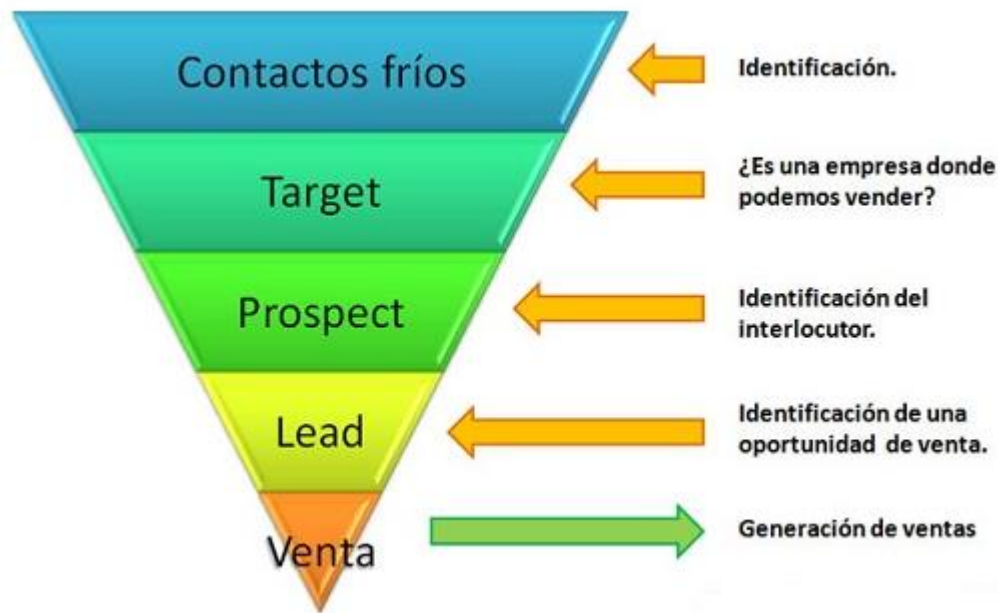 Contactos fríos
Identificación.
Target
¿Es una empresa donde
podemos vender?
Prospect
Identificación del
interlocutor.
Lead
Identificación de una
oportunidad de venta.
Venta
Generación de ventas